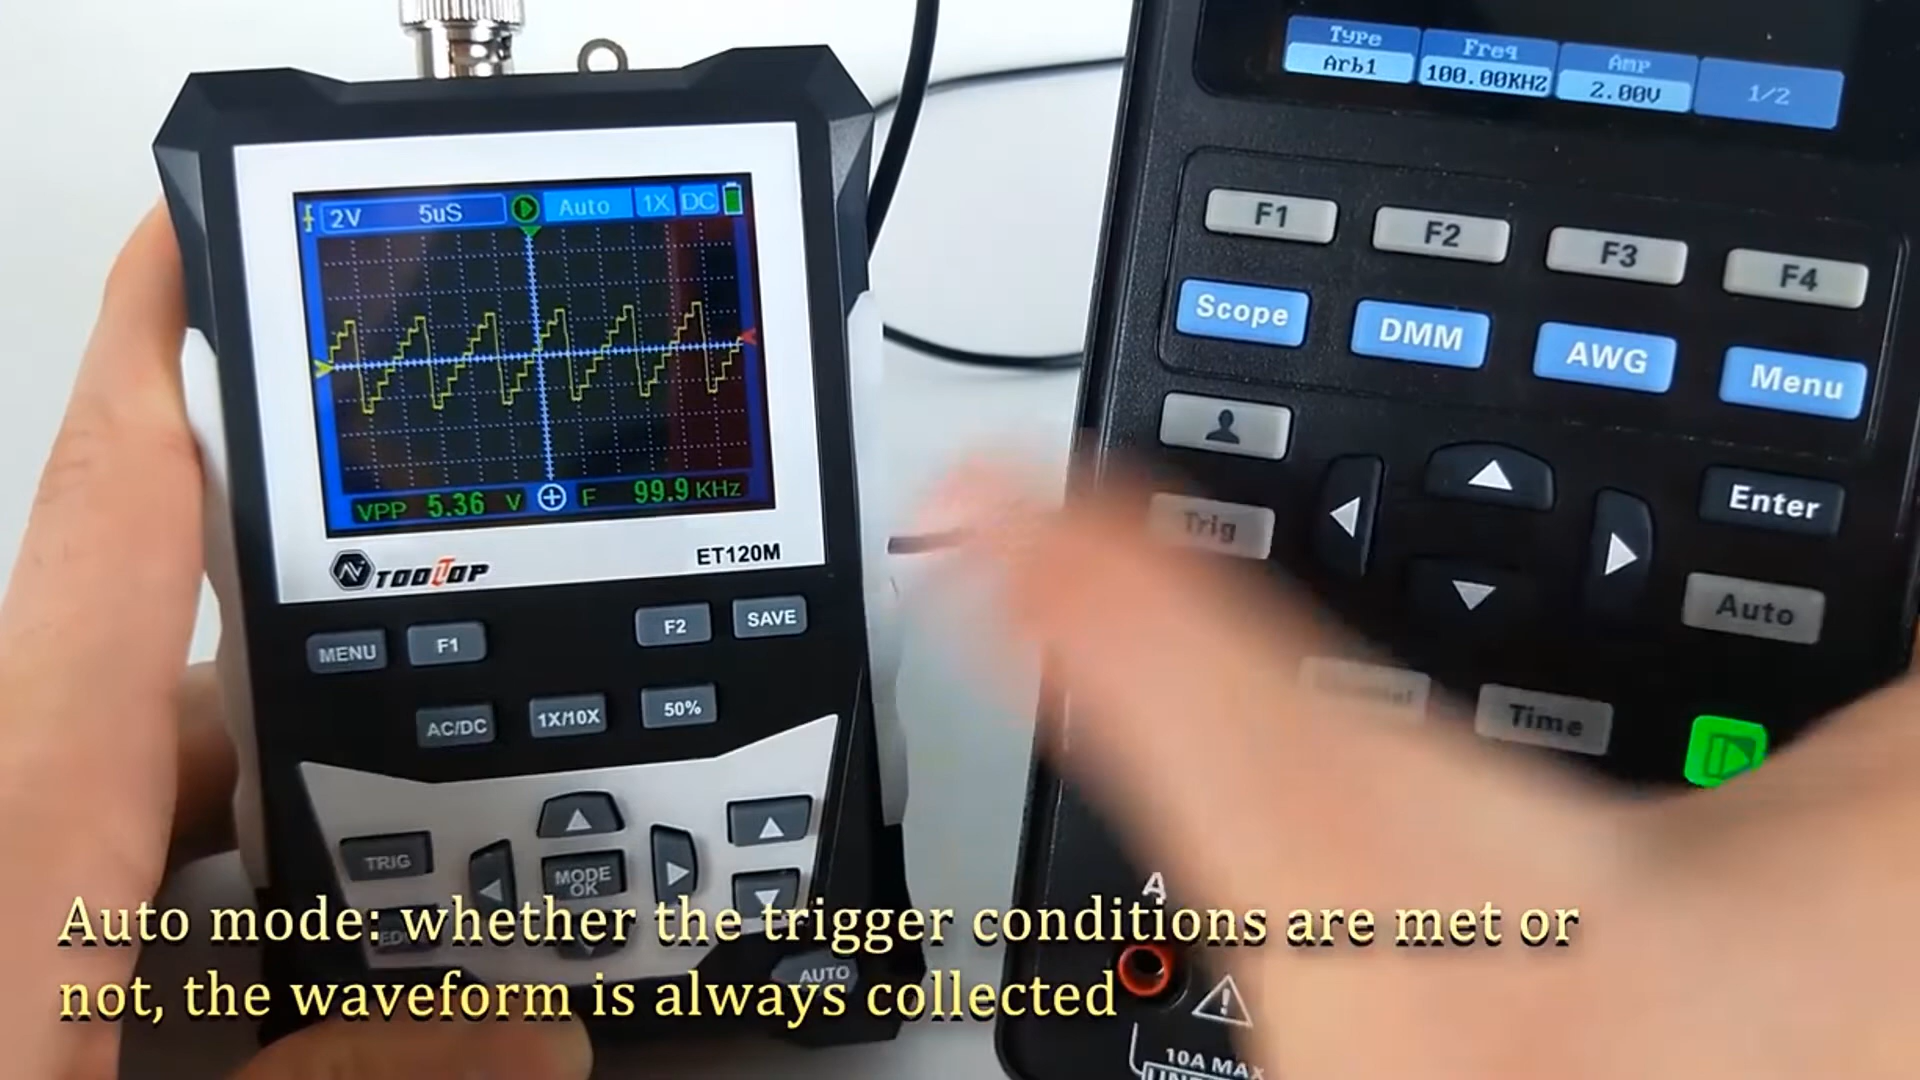 Type Freq Amp 1/2
Arb1 100.00KHZ 2.00V
2V 5uS Auto 1X DC
VPP 5.36 V F 99.9 KHz
TOOLTOP ET120M
MENU F1 F2 SAVE
AC/DC 1X/10X 50%
TRIG MODE OK
AUTO
F1 F2 F3 F4
Scope DMM AWG Menu
Trig Enter
Auto
Time
A
10A MAX
Auto mode: whether the trigger conditions are met or
not, the waveform is always collected